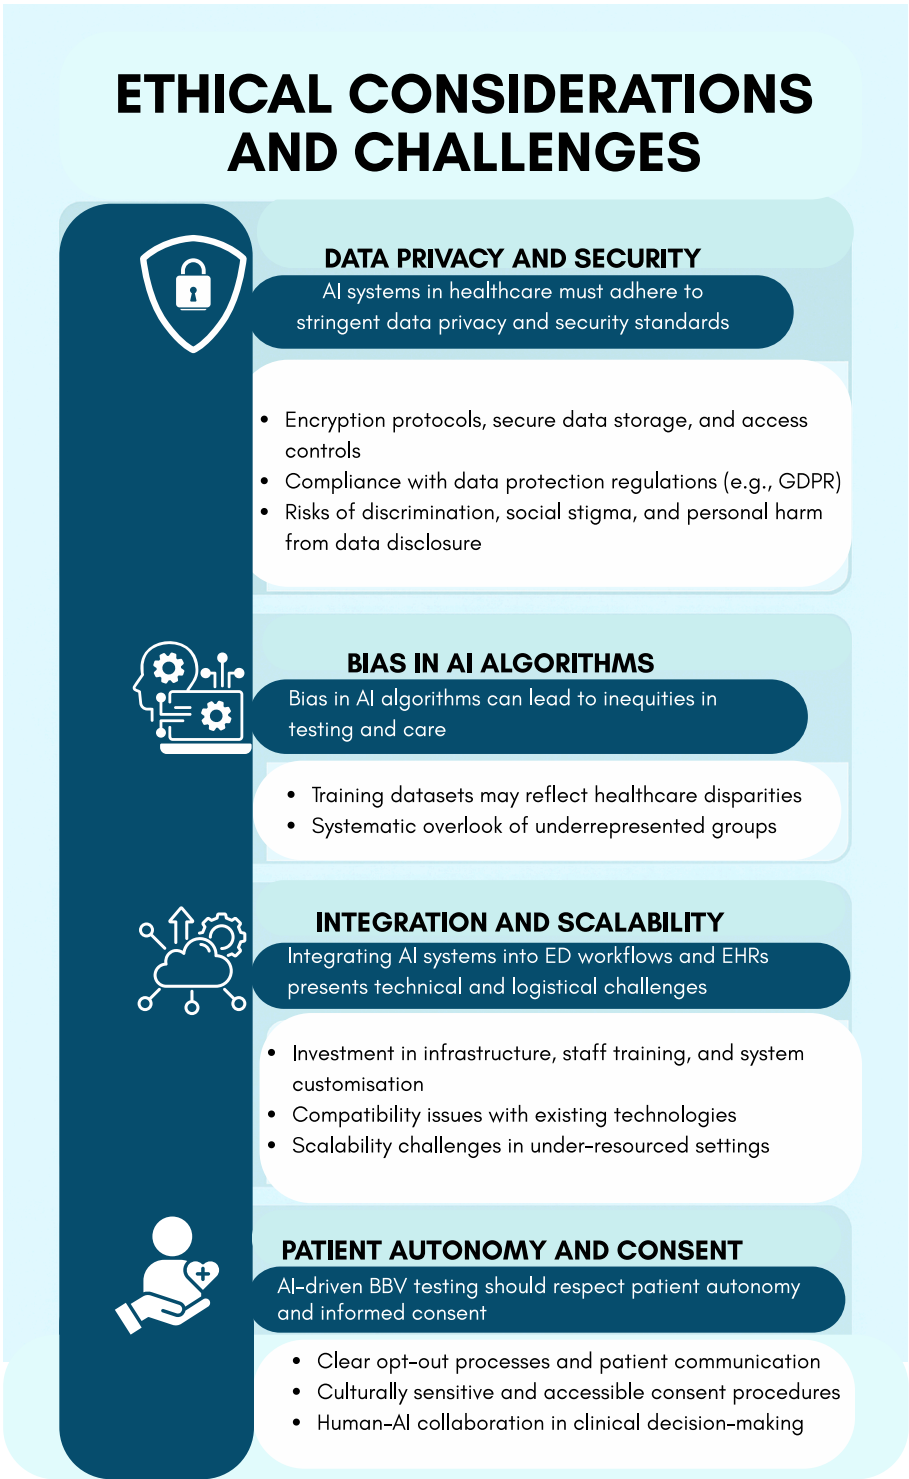 ETHICAL CONSIDERATIONS
AND CHALLENGES
DATA PRIVACY AND SECURITY
AI systems in healthcare must adhere to
stringent data privacy and security standards
• Encryption protocols, secure data storage, and access
controls
• Compliance with data protection regulations (e.g., GDPR)
• Risks of discrimination, social stigma, and personal harm
from data disclosure
BIAS IN AI ALGORITHMS
Bias in AI algorithms can lead to inequities in
testing and care
• Training datasets may reflect healthcare disparities
• Systematic overlook of underrepresented groups
INTEGRATION AND SCALABILITY
Integrating AI systems into ED workflows and EHRs
presents technical and logistical challenges
• Investment in infrastructure, staff training, and system
customisation
• Compatibility issues with existing technologies
• Scalability challenges in under-resourced settings
PATIENT AUTONOMY AND CONSENT
AI-driven BBV testing should respect patient autonomy
and informed consent
• Clear opt-out processes and patient communication
• Culturally sensitive and accessible consent procedures
• Human-AI collaboration in clinical decision-making